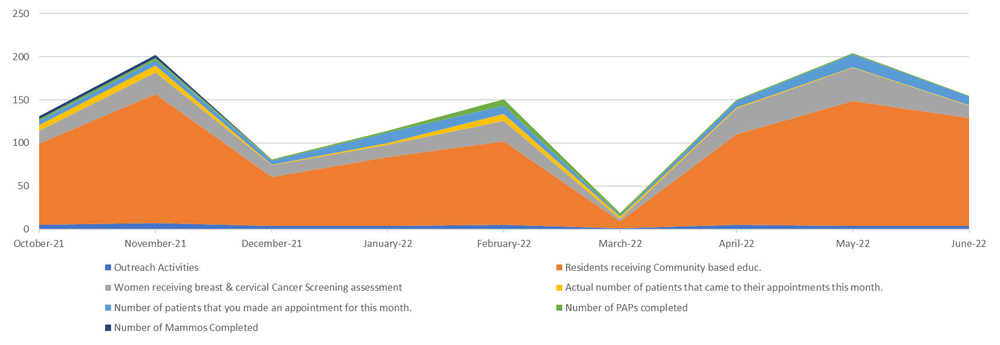 250
200
150
100
50
0
October-21 November-21 December-21 January-22 February-22 March-22 April-22 May-22 June-22
Outreach Activities Residents receiving Community based educ.
Women receiving breast & cervical Cancer Screening assessment Actual number of patients that came to their appointments this month.
Number of patients that you made an appointment for this month. Number of PAPs completed
Number of Mammos Completed